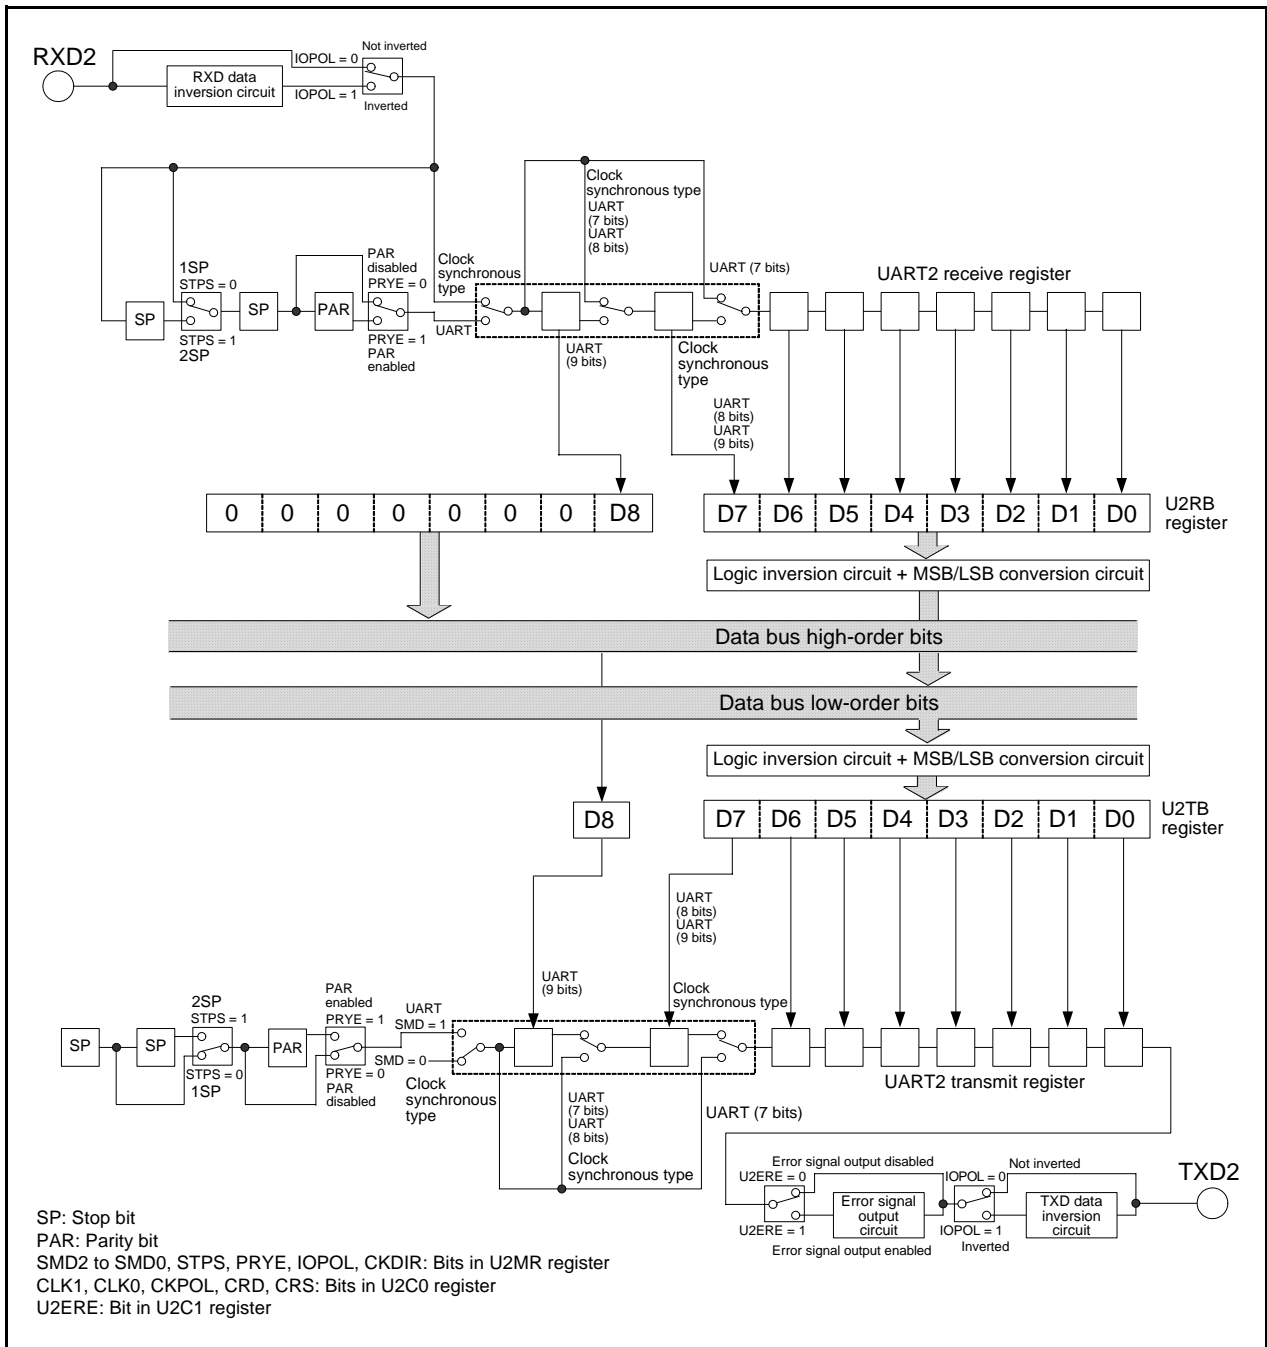 RXD2
Not inverted
IOPOL = 0
RXD data
inversion circuit
IOPOL = 1
Inverted
Clock
synchronous type
UART
(7 bits)
UART
(8 bits)
PAR
disabled
PRYE = 0
Clock
synchronous
type
UART (7 bits)
UART2 receive register
1SP
STPS = 0
SP
SP
PAR
STPS = 1
2SP
PRYE = 1
PAR
enabled
UART
UART
(9 bits)
Clock
synchronous
type
UART
(8 bits)
UART
(9 bits)
0 0 0 0 0 0 0 D8
D7 D6 D5 D4 D3 D2 D1 D0
U2RB
register
Logic inversion circuit + MSB/LSB conversion circuit
Data bus high-order bits
Data bus low-order bits
Logic inversion circuit + MSB/LSB conversion circuit
D8
D7 D6 D5 D4 D3 D2 D1 D0
U2TB
register
UART
(8 bits)
UART
(9 bits)
UART
(9 bits)
Clock
synchronous type
2SP
STPS = 1
PAR
enabled
PRYE = 1
UART
SMD = 1
SP
SP
PAR
SMD = 0
STPS = 0
1SP
PRYE = 0
PAR
disabled
Clock
synchronous
type
UART2 transmit register
UART
(7 bits)
UART
(8 bits)
UART (7 bits)
Clock
synchronous type
Error signal output disabled
U2ERE = 0
Not inverted
IOPOL = 0
TXD2
Error signal
output
circuit
TXD data
inversion
circuit
U2ERE = 1
Error signal output enabled
IOPOL = 1
Inverted
SP: Stop bit
PAR: Parity bit
SMD2 to SMD0, STPS, PRYE, IOPOL, CKDIR: Bits in U2MR register
CLK1, CLK0, CKPOL, CRD, CRS: Bits in U2C0 register
U2ERE: Bit in U2C1 register